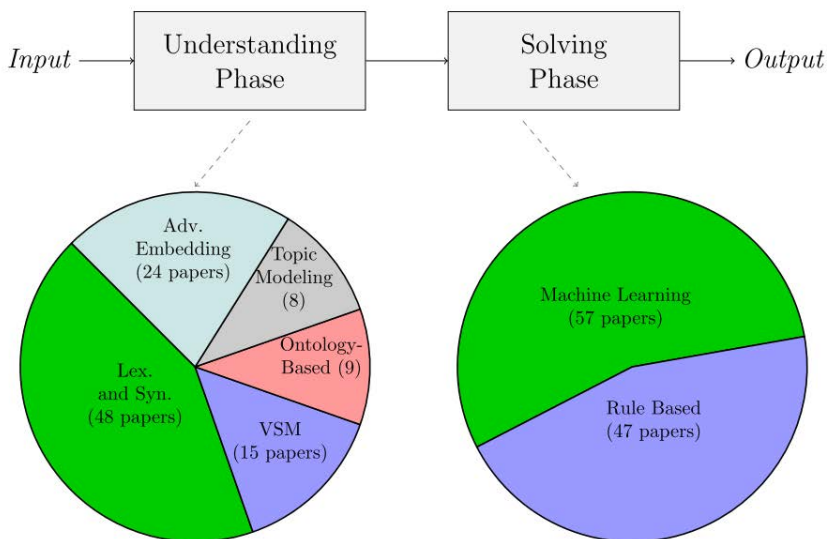 Input
Understanding
Phase
Solving
Phase
Output
Adv.
Embedding
(24 papers)
Topic
Modeling
(8)
Ontology-
Based (9)
Lex.
and Syn.
(48 papers)
VSM
(15 papers)
Machine Learning
(57 papers)
Rule Based
(47 papers)